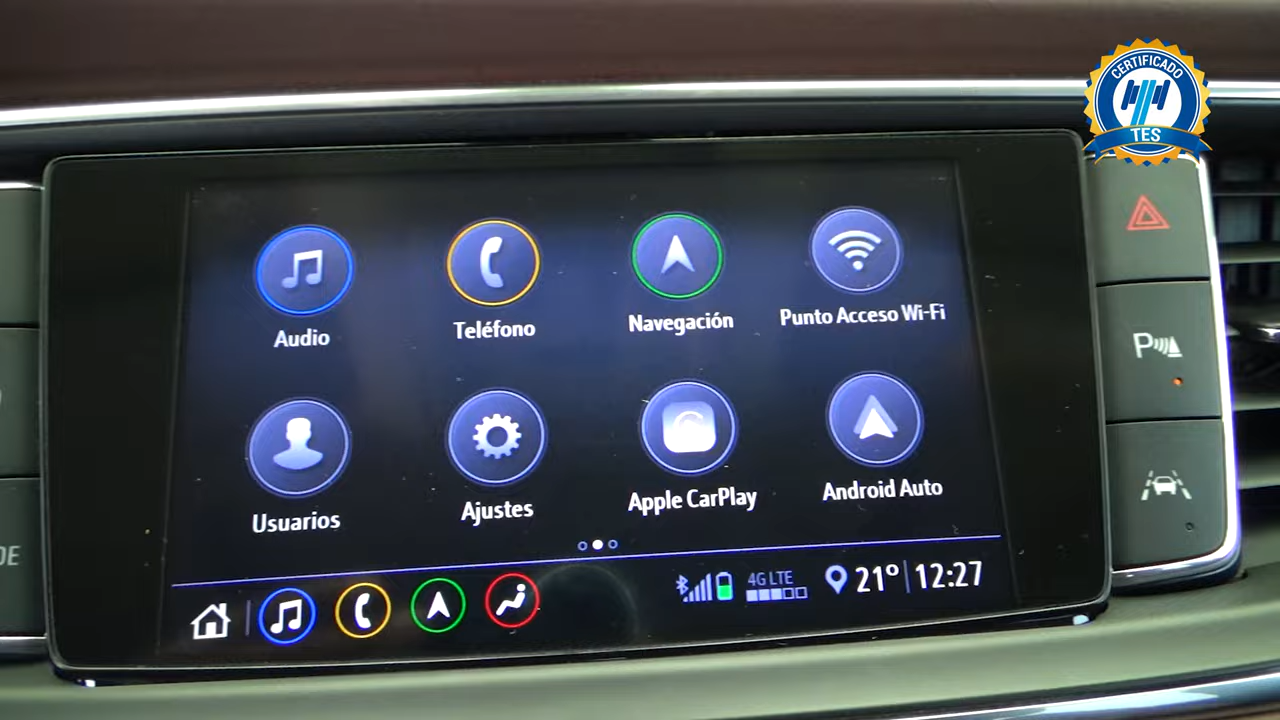 CERTIFICADO
TES
Audio
Teléfono
Navegación
Punto Acceso Wi-Fi
Usuarios
Ajustes
Apple CarPlay
Android Auto
4G LTE
21° 12:27
P
DE